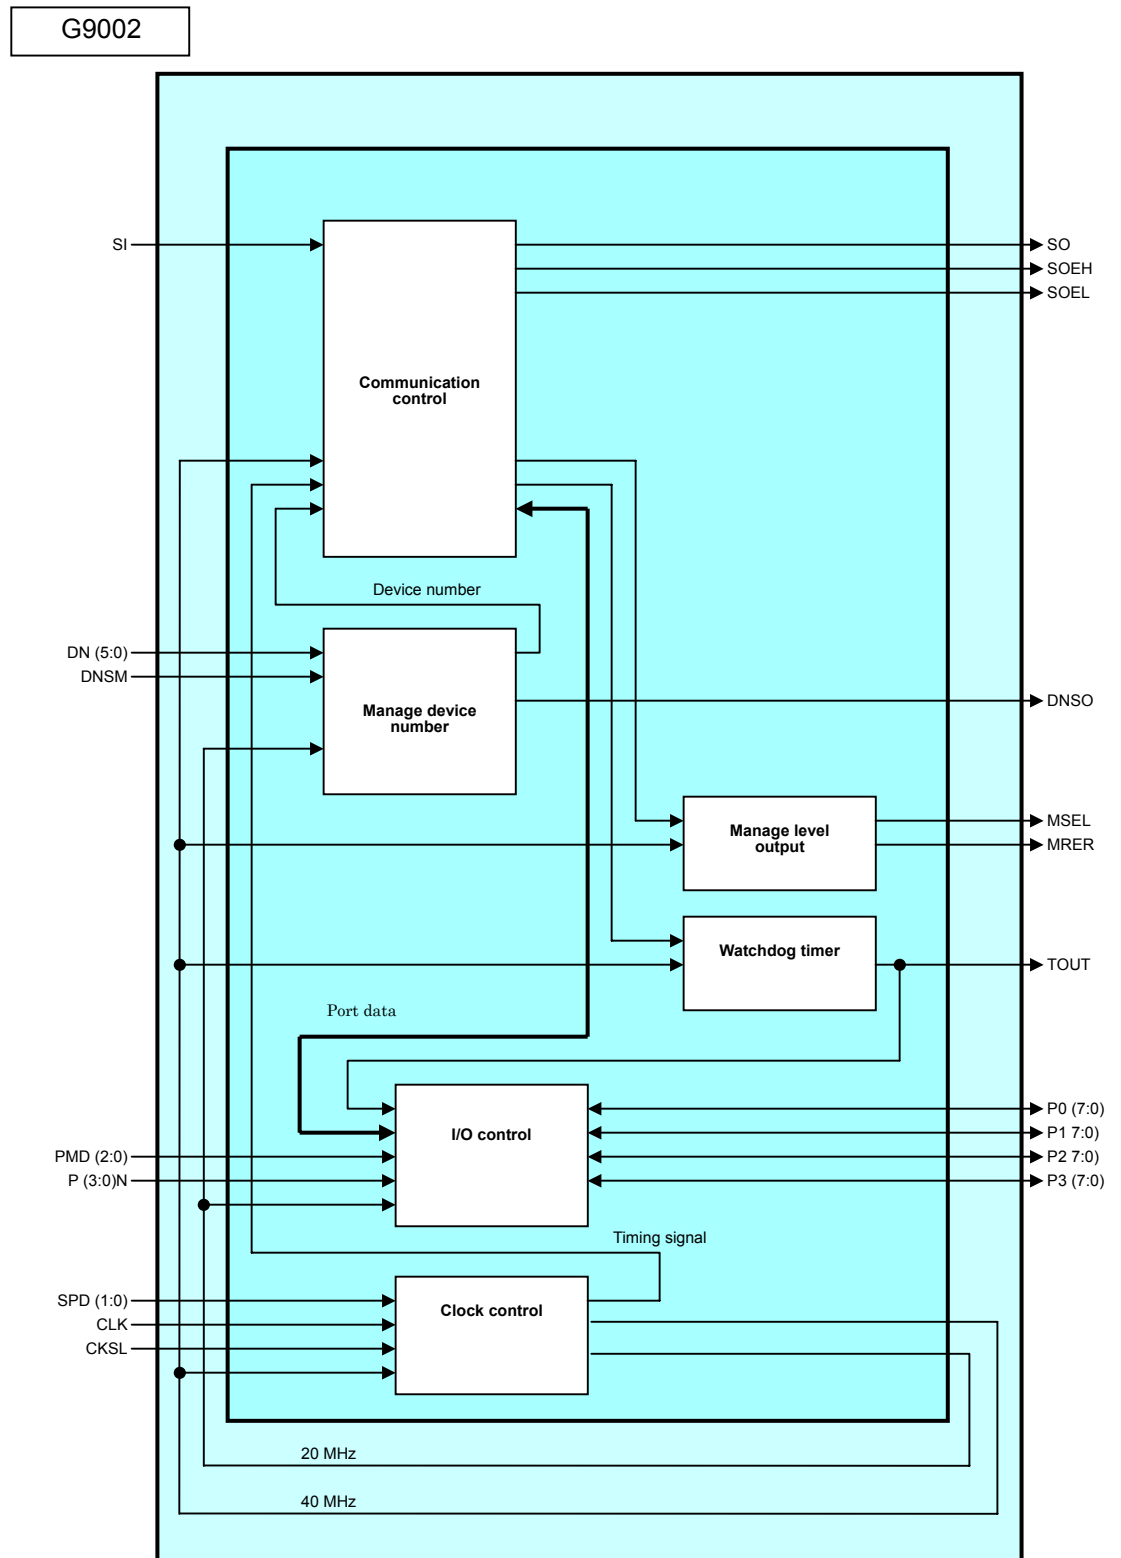 G9002
SI
SO
SOEH
SOEL
Communication
control
Device number
DN (5:0)
DNSM
Manage device
number
DNSO
Manage level
output
MSEL
MRER
Watchdog timer
TOUT
Port data
I/O control
P0 (7:0)
P1 7:0)
P2 7:0)
P3 (7:0)
PMD (2:0)
P (3:0)N
Timing signal
SPD (1:0)
CLK
CKSL
Clock control
20 MHz
40 MHz